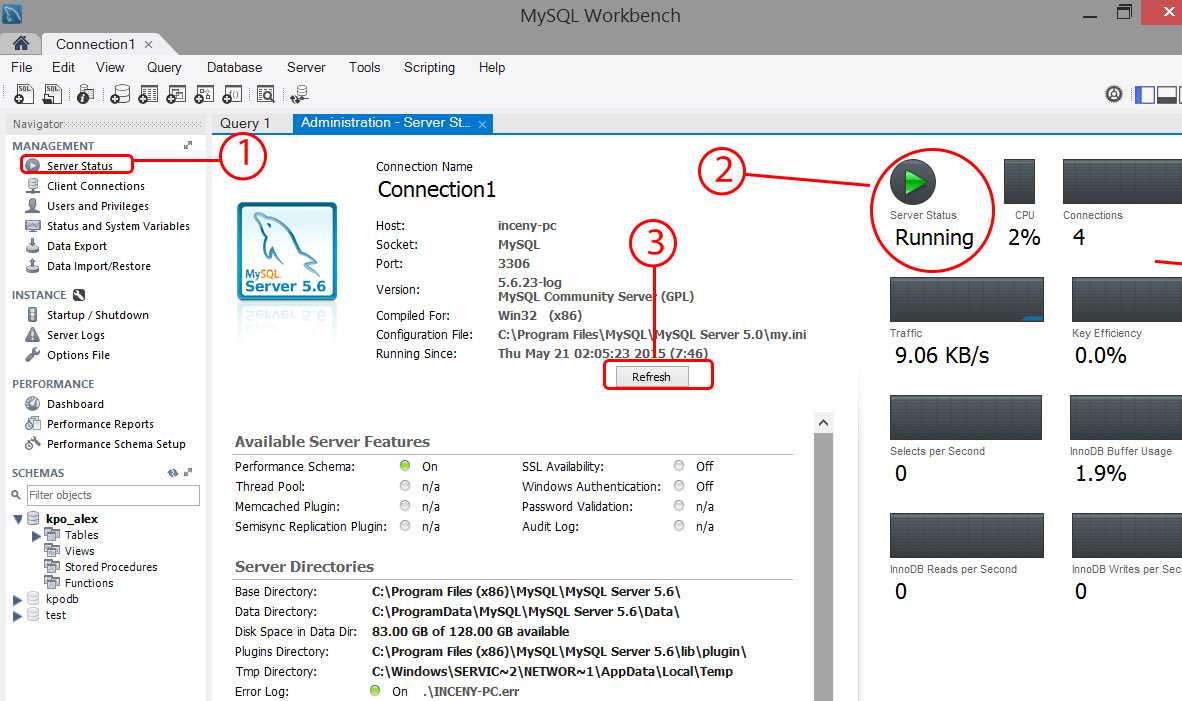 MySQL Workbench
Connection1
File Edit View Query Database Server Tools Scripting Help
Navigator
MANAGEMENT
Server Status
Client Connections
Users and Privileges
Status and System Variables
Data Export
Data Import/Restore
INSTANCE
Startup / Shutdown
Server Logs
Options File
PERFORMANCE
Dashboard
Performance Reports
Performance Schema Setup
SCHEMAS
Filter objects
kpo_alex
Tables
Views
Stored Procedures
Functions
kpodb
test
Query 1
Administration - Server St...
1
2
3
Connection Name
Connection1
MySQL
Server 5.6
Host: inceny-pc
Socket: MySQL
Port: 3306
Version: 5.6.23-log
MySQL Community Server (GPL)
Compiled For: Win32 (x86)
Configuration File: C:\Program Files\MySQL\MySQL Server 5.0\my.ini
Running Since: Thu May 21 02:05:23 2015 (7:46)
Refresh
Available Server Features
Performance Schema: On SSL Availability: Off
Thread Pool: n/a Windows Authentication: Off
Memcached Plugin: n/a Password Validation: n/a
Semisync Replication Plugin: n/a Audit Log: n/a
Server Directories
Base Directory: C:\Program Files (x86)\MySQL\MySQL Server 5.6\
Data Directory: C:\ProgramData\MySQL\MySQL Server 5.6\Data\
Disk Space in Data Dir: 83.00 GB of 128.00 GB available
Plugins Directory: C:\Program Files (x86)\MySQL\MySQL Server 5.6\lib\plugin\
Tmp Directory: C:\Windows\SERVIC~2\NETWOR~1\AppData\Local\Temp
Error Log: On .\INCENY-PC.err
Server Status CPU Connections
Running 2% 4
Traffic Key Efficiency
9.06 KB/s 0.0%
Selects per Second InnoDB Buffer Usage
0 1.9%
InnoDB Reads per Second InnoDB Writes per Sec
0 0